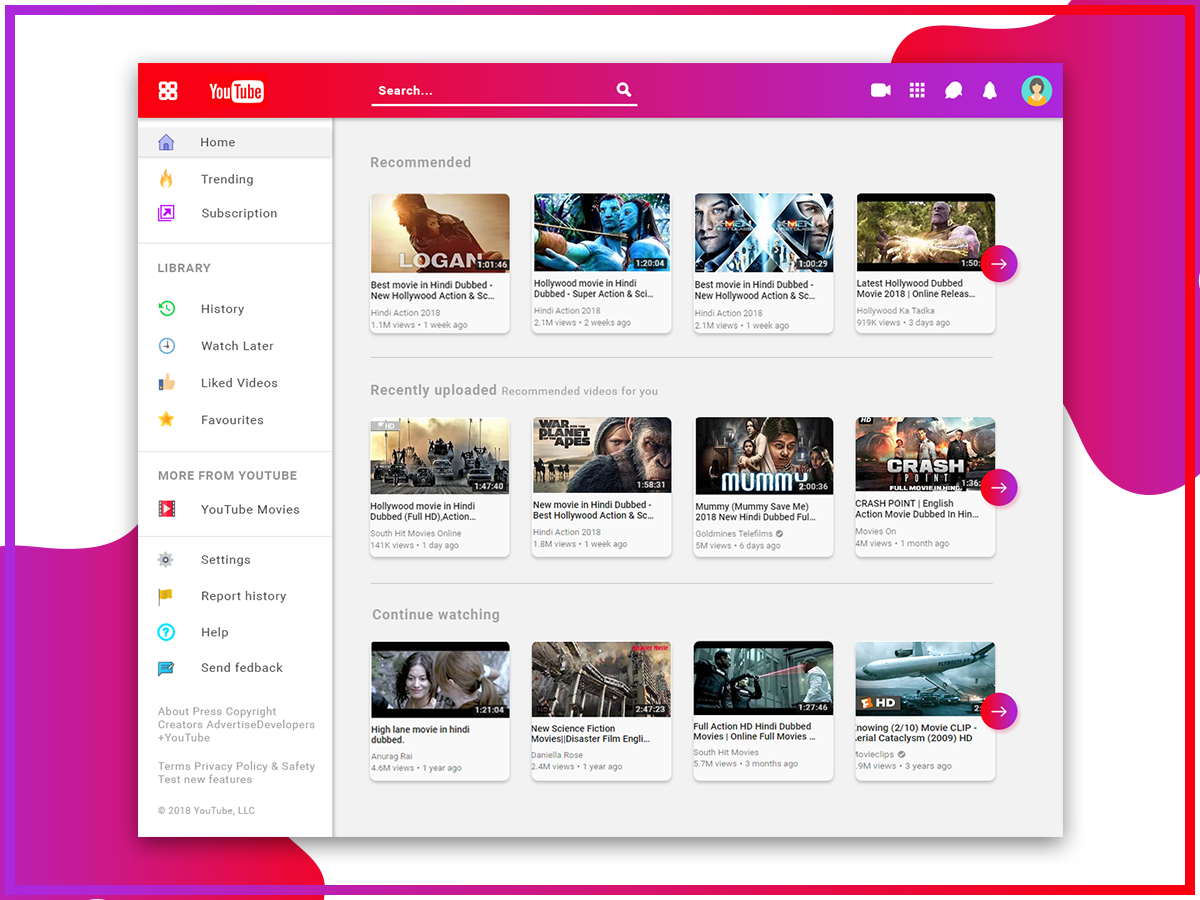 YouTube
Search...
Home
Trending
Subscription
LIBRARY
History
Watch Later
Liked Videos
Favourites
MORE FROM YOUTUBE
YouTube Movies
Settings
Report history
Help
Send fedback
About Press Copyright
Creators AdvertiseDevelopers
+YouTube
Terms Privacy Policy & Safety
Test new features
© 2018 YouTube, LLC
Recommended
LOGAN
1:01:46
Best movie in Hindi Dubbed -
New Hollywood Action & Sc...
Hindi Action 2018
1.1M views • 1 week ago
1:20:04
Hollywood movie in Hindi
Dubbed - Super Action & Sci...
Hindi Action 2018
2.1M views • 2 weeks ago
X-MEN
FIRST CLASS
1:00:29
Best movie in Hindi Dubbed -
New Hollywood Action & Sc...
Hindi Action 2018
2.1M views • 1 week ago
1:50:
Latest Hollywood Dubbed
Movie 2018 | Online Releas...
Hollywood Ka Tadka
919K views • 3 days ago
Recently uploaded Recommended videos for you
HD
1:47:40
Hollywood movie in Hindi
Dubbed (Full HD),Action...
South Hit Movies Online
141K views • 1 day ago
WAR FOR THE
PLANET OF THE
APES
1:58:31
New movie in Hindi Dubbed -
Best Hollywood Action & Sc...
Hindi Action 2018
1.8M views • 1 week ago
MUMMY
2:00:36
Mummy (Mummy Save Me)
2018 New Hindi Dubbed Ful...
Goldmines Telefilms
5M views • 6 days ago
HD
CRASH
POINT
FULL MOVIE IN HINDI
1:36:
CRASH POINT | English
Action Movie Dubbed In Hin...
Movies On
4M views • 1 month ago
Continue watching
1:21:04
High lane movie in hindi
dubbed.
Anurag Rai
4.6M views • 1 year ago
Disaster Movie
2:47:23
New Science Fiction
Movies||Disaster Film Engli...
Daniella Rose
2.4M views • 1 year ago
1:27:46
Full Action HD Hindi Dubbed
Movies | Online Full Movies ...
South Hit Movies
5.7M views • 3 months ago
PLYMOUTH AIR
HD
2:
nowing (2/10) Movie CLIP -
erial Cataclysm (2009) HD
ovieclips
.9M views • 3 years ago